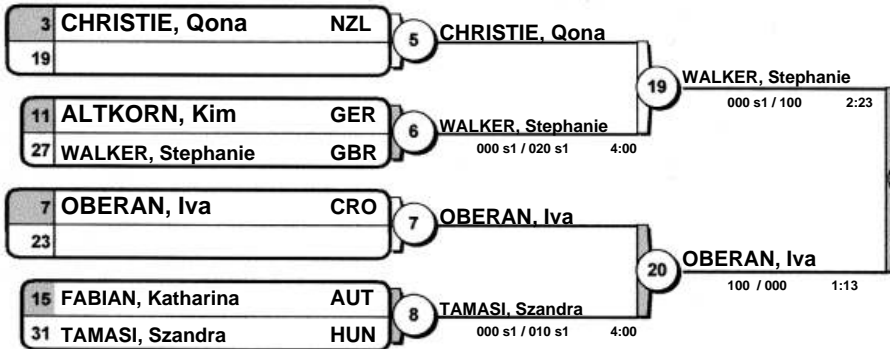 3 CHRISTIE, Qona NZL
19
5
CHRISTIE, Qona
11 ALTKORN, Kim GER
27 WALKER, Stephanie GBR
6
WALKER, Stephanie
000 s1 / 020 s1 4:00
19
WALKER, Stephanie
000 s1 / 100 2:23
7 OBERAN, Iva CRO
23
7
OBERAN, Iva
15 FABIAN, Katharina AUT
31 TAMASI, Szandra HUN
8
TAMASI, Szandra
000 s1 / 010 s1 4:00
20
OBERAN, Iva
100 / 000 1:13